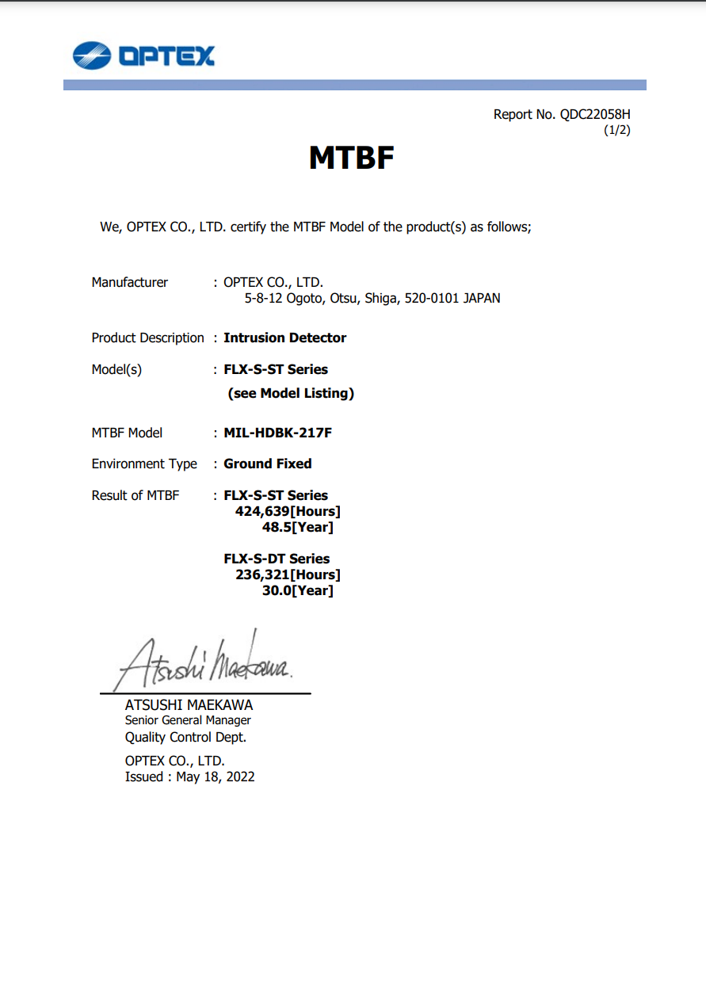 OPTEX
Report No. QDC22058H
(1/2)
MTBF
We, OPTEX CO., LTD. certify the MTBF Model of the product(s) as follows;
Manufacturer : OPTEX CO., LTD.
5-8-12 Ogoto, Otsu, Shiga, 520-0101 JAPAN
Product Description : Intrusion Detector
Model(s) : FLX-S-ST Series
(see Model Listing)
MTBF Model : MIL-HDBK-217F
Environment Type : Ground Fixed
Result of MTBF : FLX-S-ST Series
424,639[Hours]
48.5[Year]
FLX-S-DT Series
236,321[Hours]
30.0[Year]
Atsushi Maekawa.
ATSUSHI MAEKAWA
Senior General Manager
Quality Control Dept.
OPTEX CO., LTD.
Issued : May 18, 2022